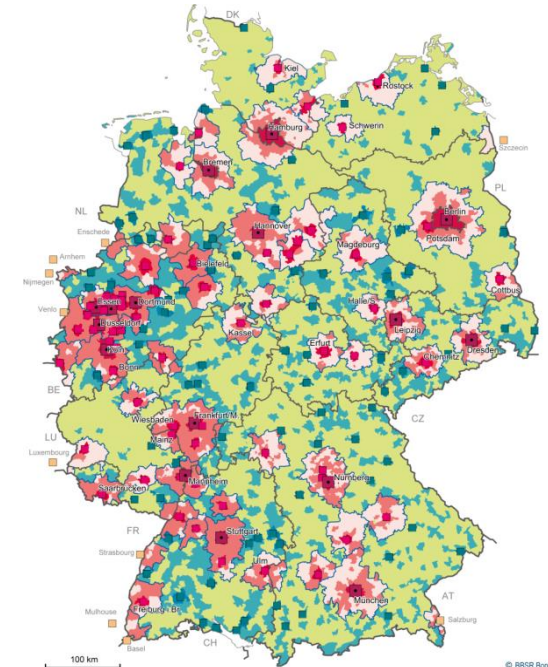 DK
Kiel
Rostock
Hamburg
Schwerin
Szczecin
Bremen
NL
PL
Enschede
Hannover
Berlin
Potsdam
Arnheim
Bielefeld
Magdeburg
Nijmegen
Cottbus
Essen
Dortmund
Halle/S.
Venlo
Düsseldorf
Kassel
Leipzig
Köln
Erfurt
Dresden
Bonn
Chemnitz
BE
Wiesbaden
Frankfurt/M.
CZ
LU
Mainz
Luxembourg
Saarbrücken
Mannheim
Nürnberg
FR
Stuttgart
Strasbourg
Ulm
AT
Freiburg i.Br.
München
Mulhouse
Salzburg
Basel
CH
100 km
© BBSR Bon